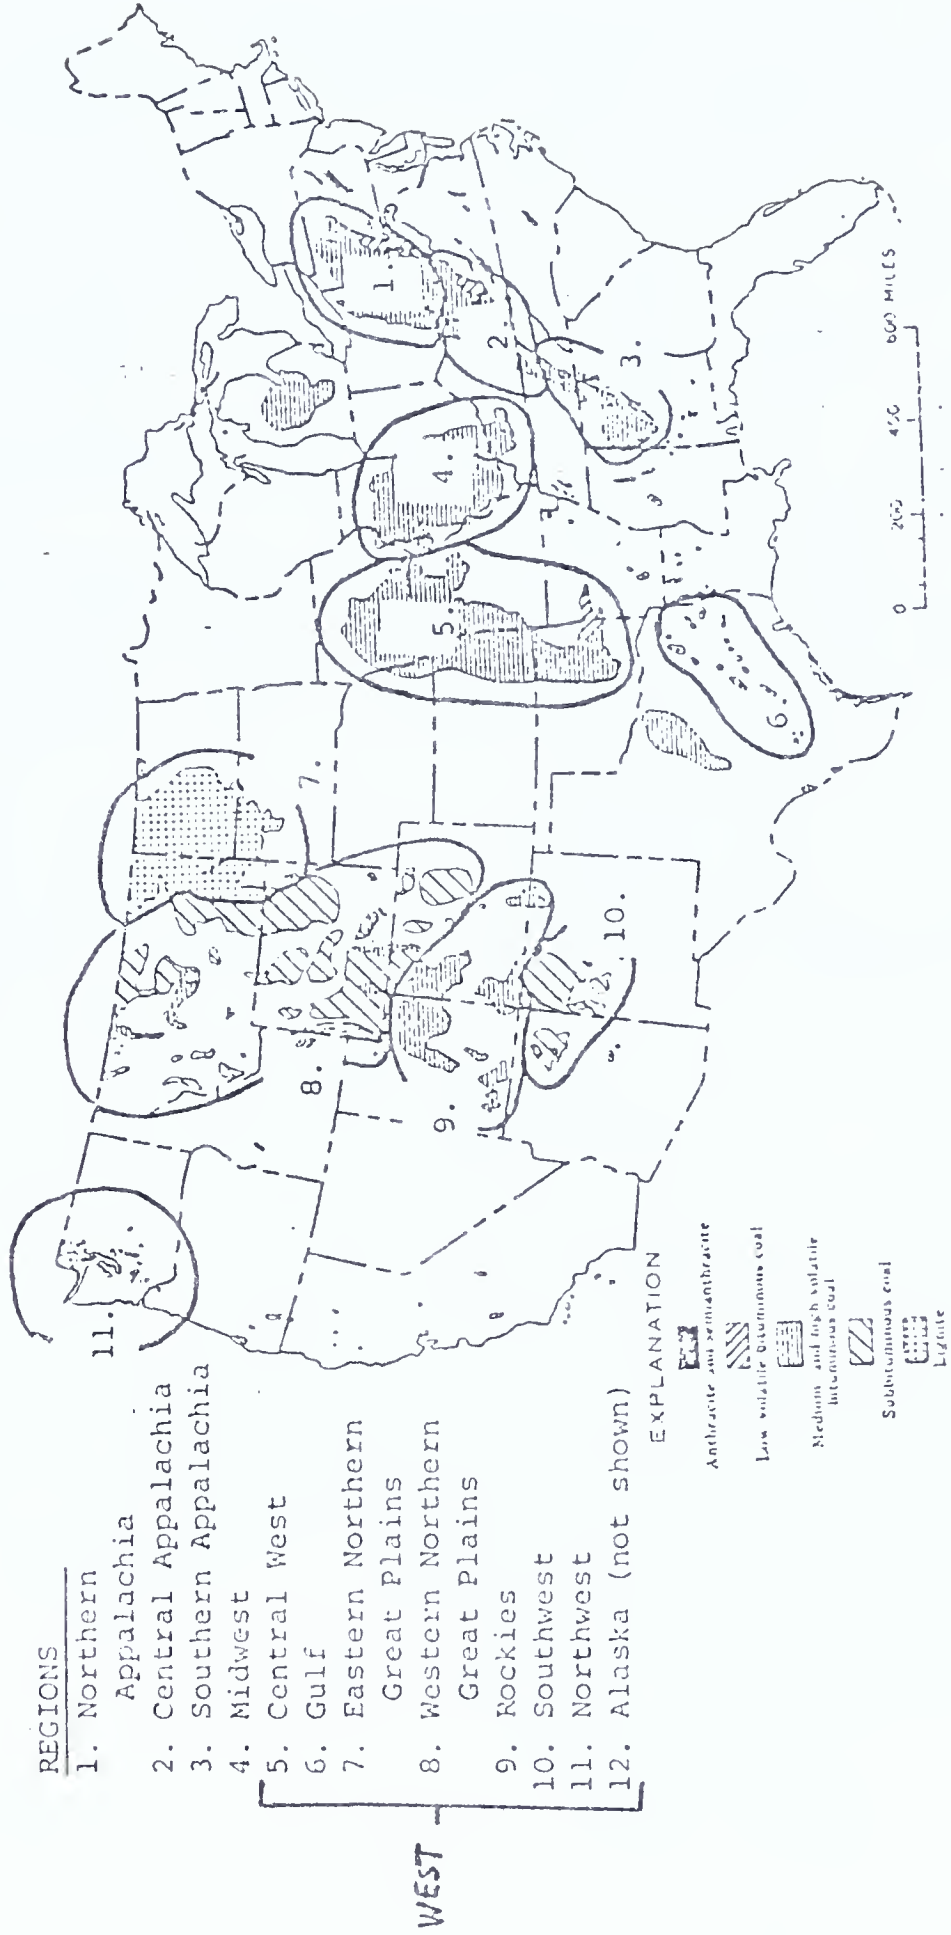 REGIONS
1. Northern
Appalachia
2. Central Appalachia
3. Southern Appalachia
4. Midwest
5. Central West
6. Gulf
7. Eastern Northern
Great Plains
8. Western Northern
Great Plains
9. Rockies
10. Southwest
11. Northwest
12. Alaska (not shown)
WEST
EXPLANATION
Anthracite and semianthracite
Low volatile bituminous coal
Medium and high volatile
bituminous coal
Subbituminous coal
Lignite
11.
8.
9.
10.
7.
5.
6.
4.
1.
2.
3.
0 200 400 600 MILES